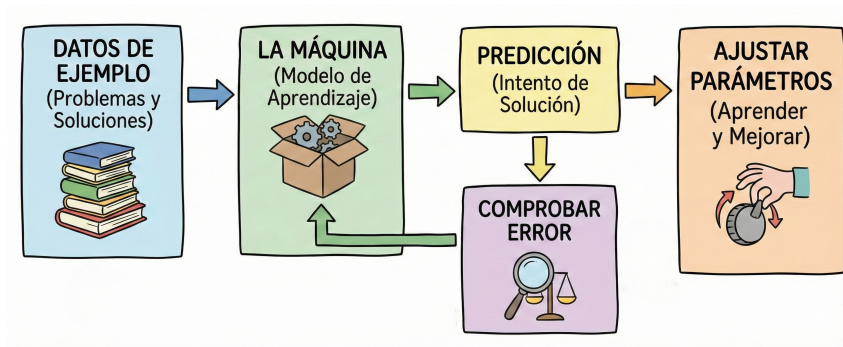 DATOS DE
EJEMPLO
(Problemas y
Soluciones)
LA MÁQUINA
(Modelo de
Aprendizaje)
PREDICCIÓN
(Intento de
Solución)
COMPROBAR
ERROR
AJUSTAR
PARÁMETROS
(Aprender
y Mejorar)